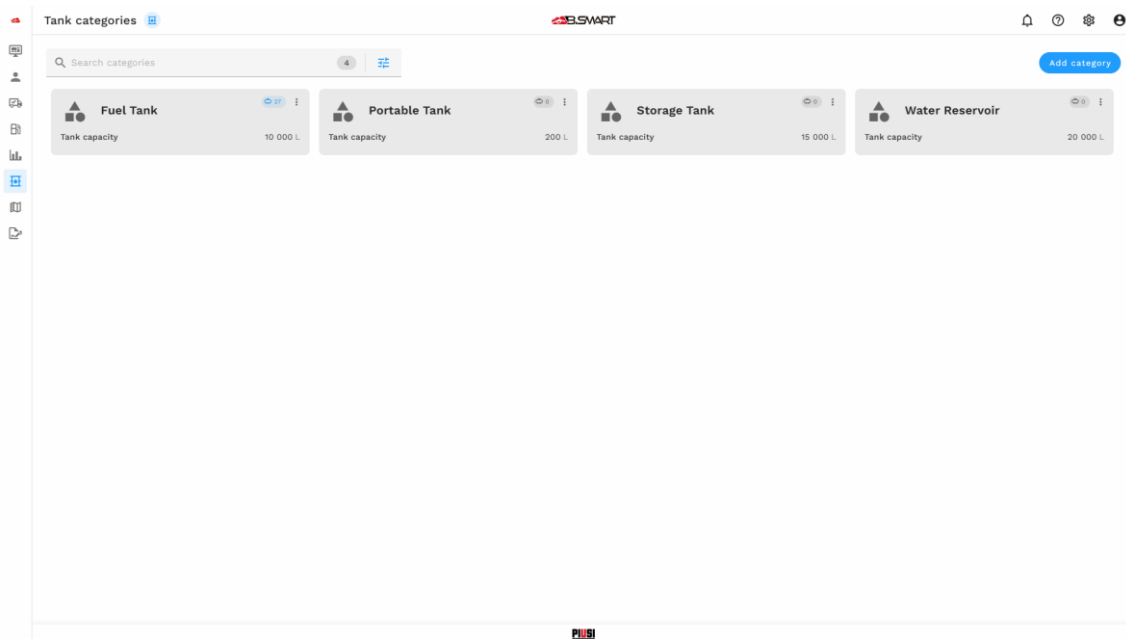 Tank categories
B.SMART
Search categories 4
Add category
Fuel Tank 27
Tank capacity 10 000 L
Portable Tank 0
Tank capacity 200 L
Storage Tank 0
Tank capacity 15 000 L
Water Reservoir 0
Tank capacity 20 000 L
PIUSI